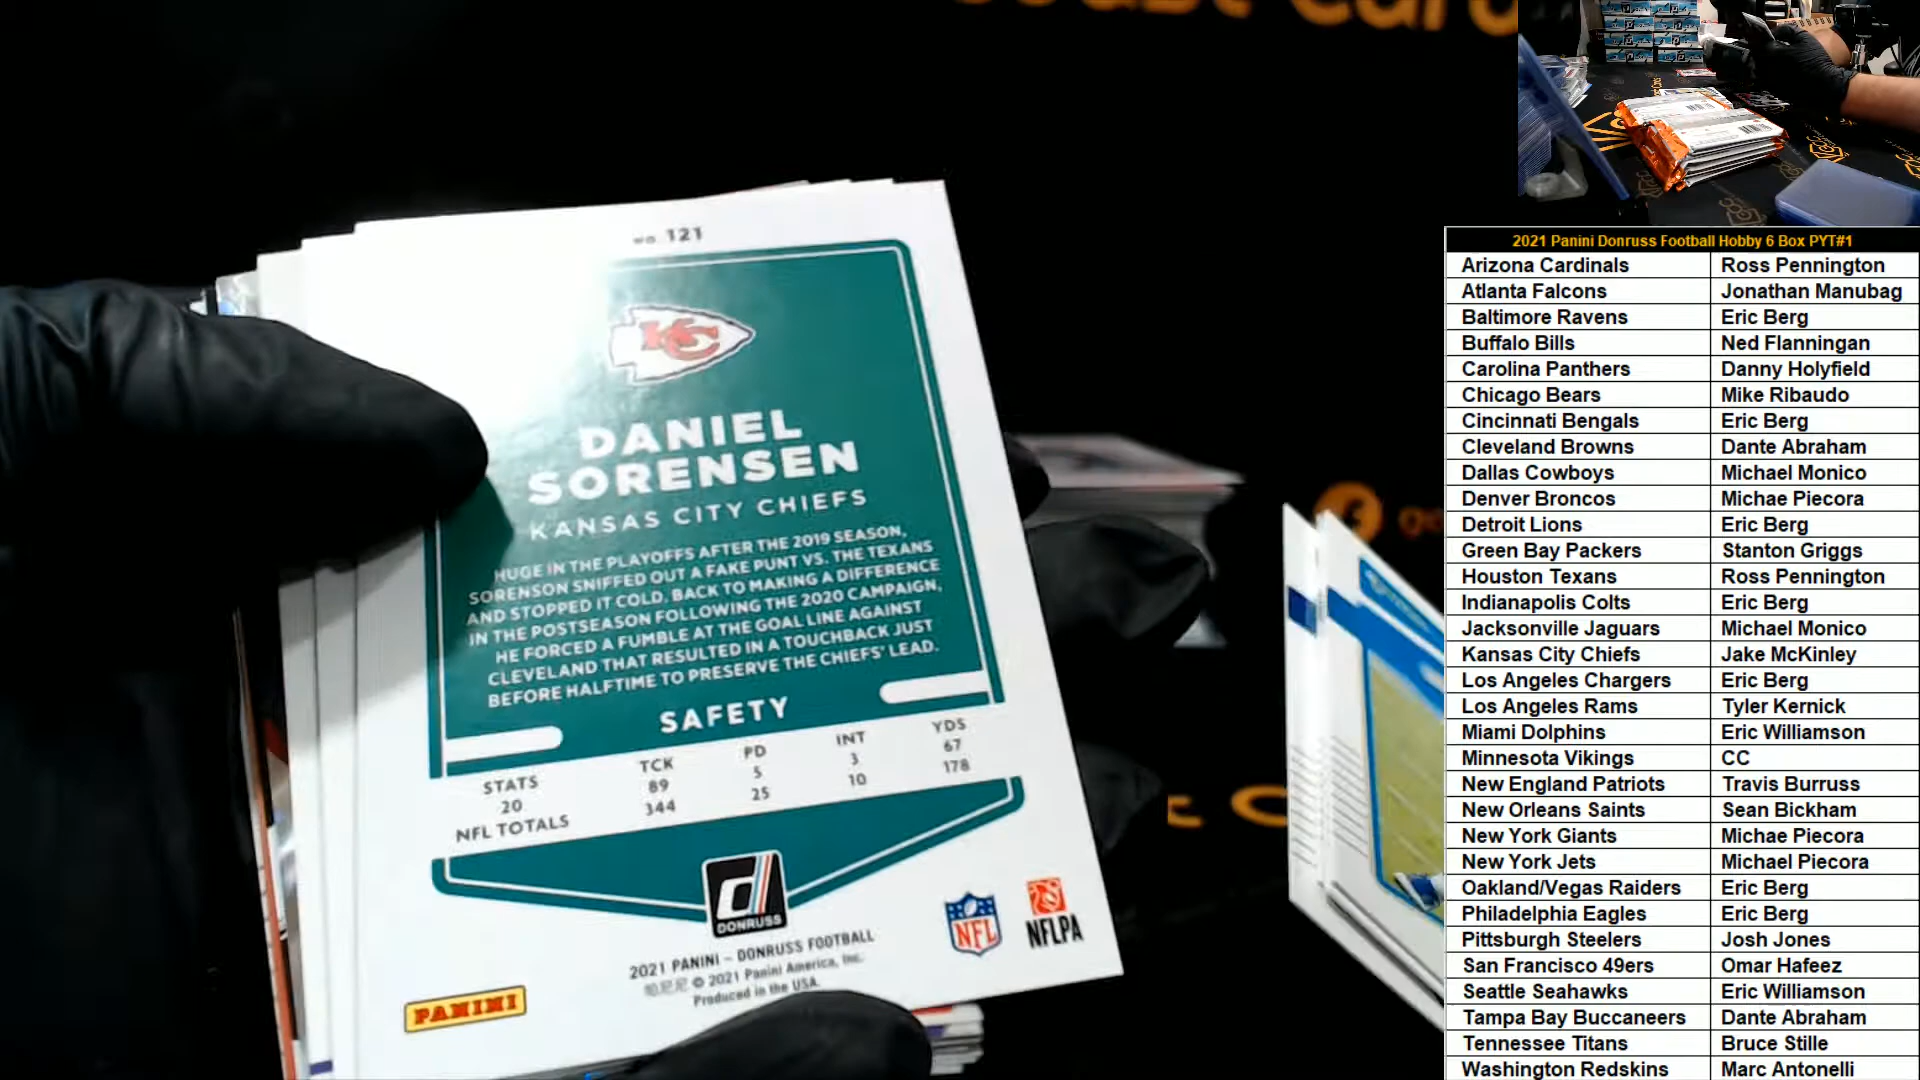 No. 121
KC
DANIEL
SORENSEN
KANSAS CITY CHIEFS
HUGE IN THE PLAYOFFS AFTER THE 2019 SEASON,
SORENSON SNIFFED OUT A FAKE PUNT VS. THE TEXANS
AND STOPPED IT COLD. BACK TO MAKING A DIFFERENCE
IN THE POSTSEASON FOLLOWING THE 2020 CAMPAIGN,
HE FORCED A FUMBLE AT THE GOAL LINE AGAINST
CLEVELAND THAT RESULTED IN A TOUCHBACK JUST
BEFORE HALFTIME TO PRESERVE THE CHIEFS' LEAD.
SAFETY
STATS TCK PD INT YDS
20 89 5 3 67
NFL TOTALS 344 25 10 178
DONRUSS
NFL
NFLPA
2021 PANINI – DONRUSS FOOTBALL
© 2021 Panini America, Inc.
Produced in the USA.
PANINI
2021 Panini Donruss Football Hobby 6 Box PYT#1
Arizona Cardinals Ross Pennington
Atlanta Falcons Jonathan Manubag
Baltimore Ravens Eric Berg
Buffalo Bills Ned Flanningan
Carolina Panthers Danny Holyfield
Chicago Bears Mike Ribaudo
Cincinnati Bengals Eric Berg
Cleveland Browns Dante Abraham
Dallas Cowboys Michael Monico
Denver Broncos Michae Piecora
Detroit Lions Eric Berg
Green Bay Packers Stanton Griggs
Houston Texans Ross Pennington
Indianapolis Colts Eric Berg
Jacksonville Jaguars Michael Monico
Kansas City Chiefs Jake McKinley
Los Angeles Chargers Eric Berg
Los Angeles Rams Tyler Kernick
Miami Dolphins Eric Williamson
Minnesota Vikings CC
New England Patriots Travis Burruss
New Orleans Saints Sean Bickham
New York Giants Michae Piecora
New York Jets Michael Piecora
Oakland/Vegas Raiders Eric Berg
Philadelphia Eagles Eric Berg
Pittsburgh Steelers Josh Jones
San Francisco 49ers Omar Hafeez
Seattle Seahawks Eric Williamson
Tampa Bay Buccaneers Dante Abraham
Tennessee Titans Bruce Stille
Washington Redskins Marc Antonelli